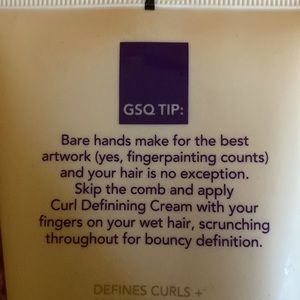 GSQ TIP:
Bare hands make for the best
artwork (yes, fingerpainting counts)
and your hair is no exception.
Skip the comb and apply
Curl Definining Cream with your
fingers on your wet hair, scrunching
throughout for bouncy definition.
DEFINES CURLS +